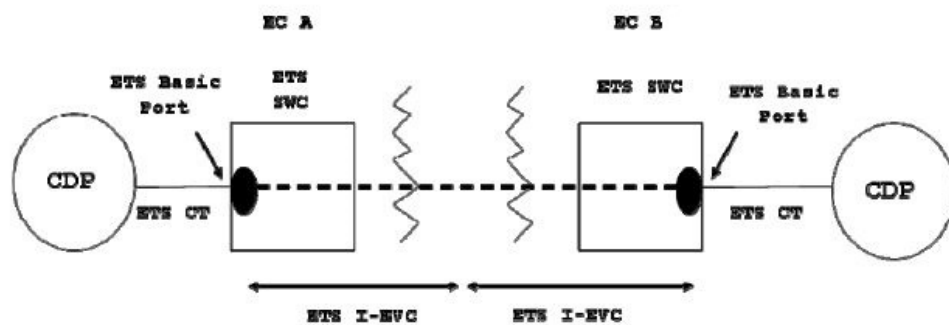 EC A
EC B
ETS
SWC
ETS SWC
ETS Basic
Port
ETS Basic
Port
CDP
CDP
ETS CT
ETS CT
ETS I-EVC
ETS I-EVC